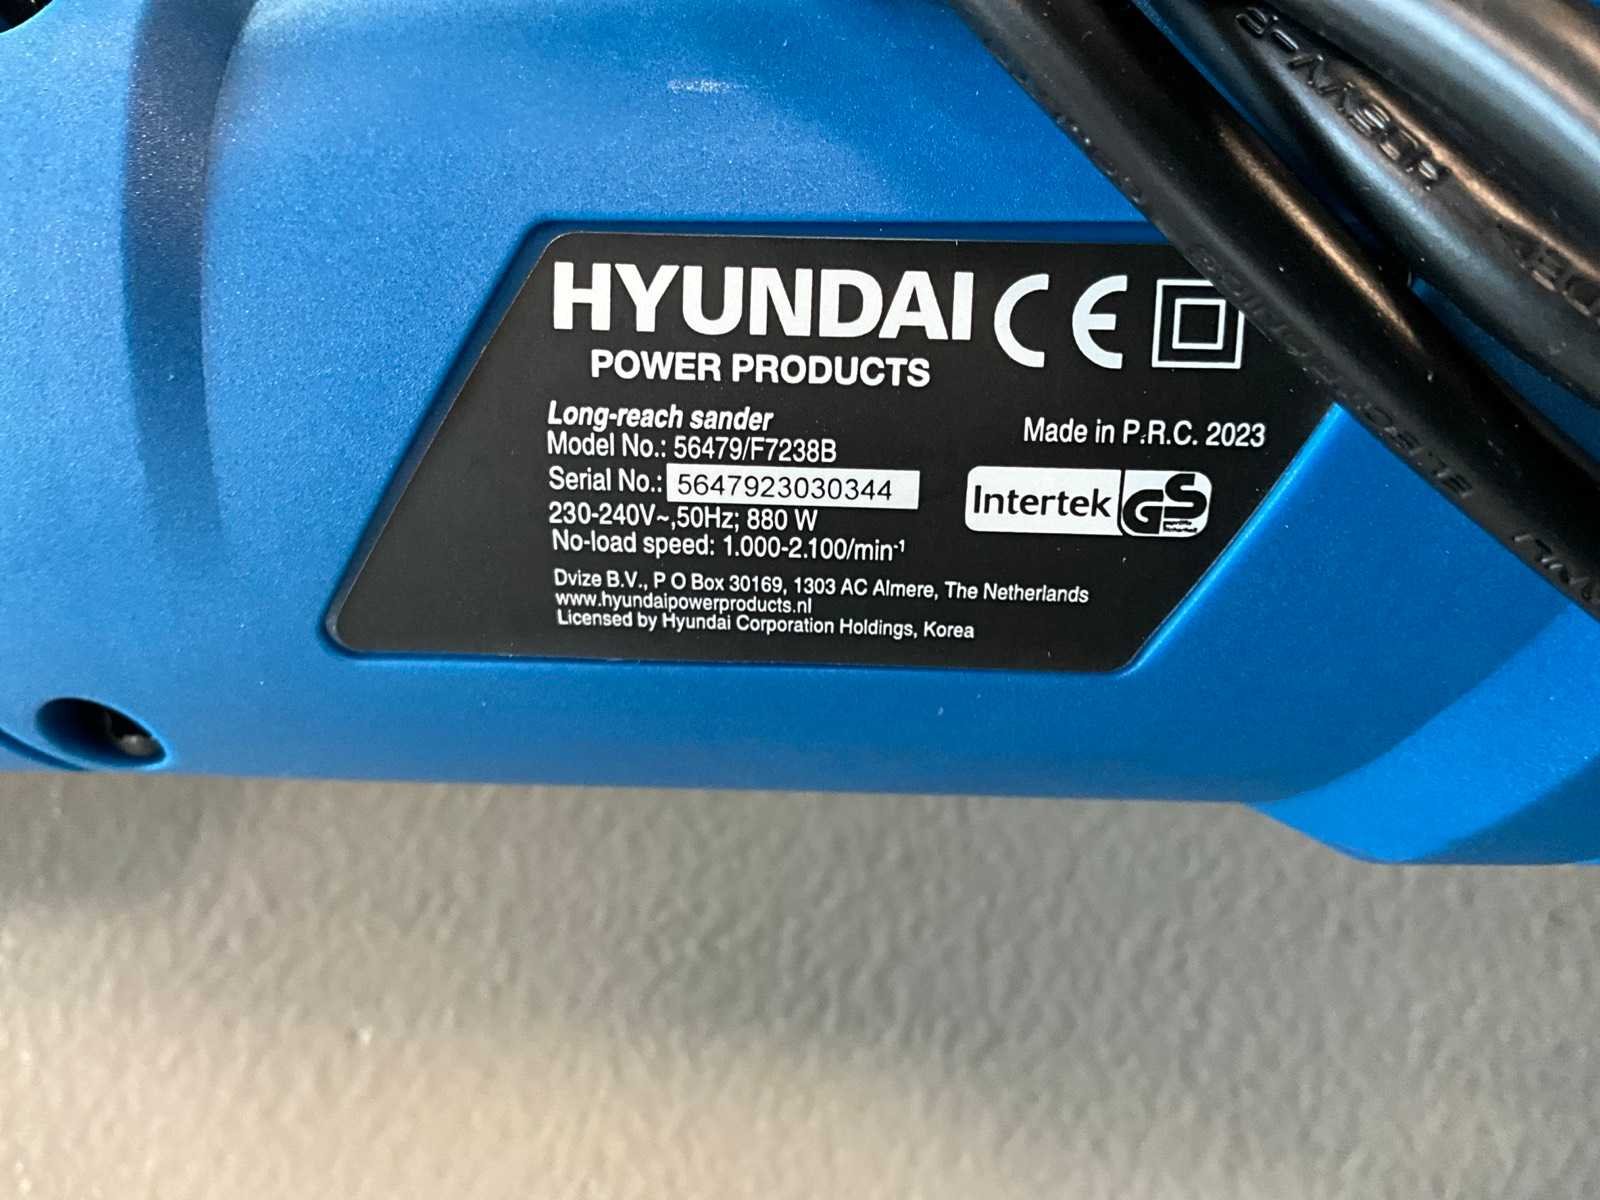 HYUNDAI CE
POWER PRODUCTS
Long-reach sander
Model No.: 56479/F7238B
Made in P.R.C. 2023
Serial No.: 5647923030344
Intertek GS
230-240V~,50Hz; 880 W
No-load speed: 1.000-2.100/min⁻¹
Dvize B.V., P O Box 30169, 1303 AC Almere, The Netherlands
www.hyundaipowerproducts.nl
Licensed by Hyundai Corporation Holdings, Korea